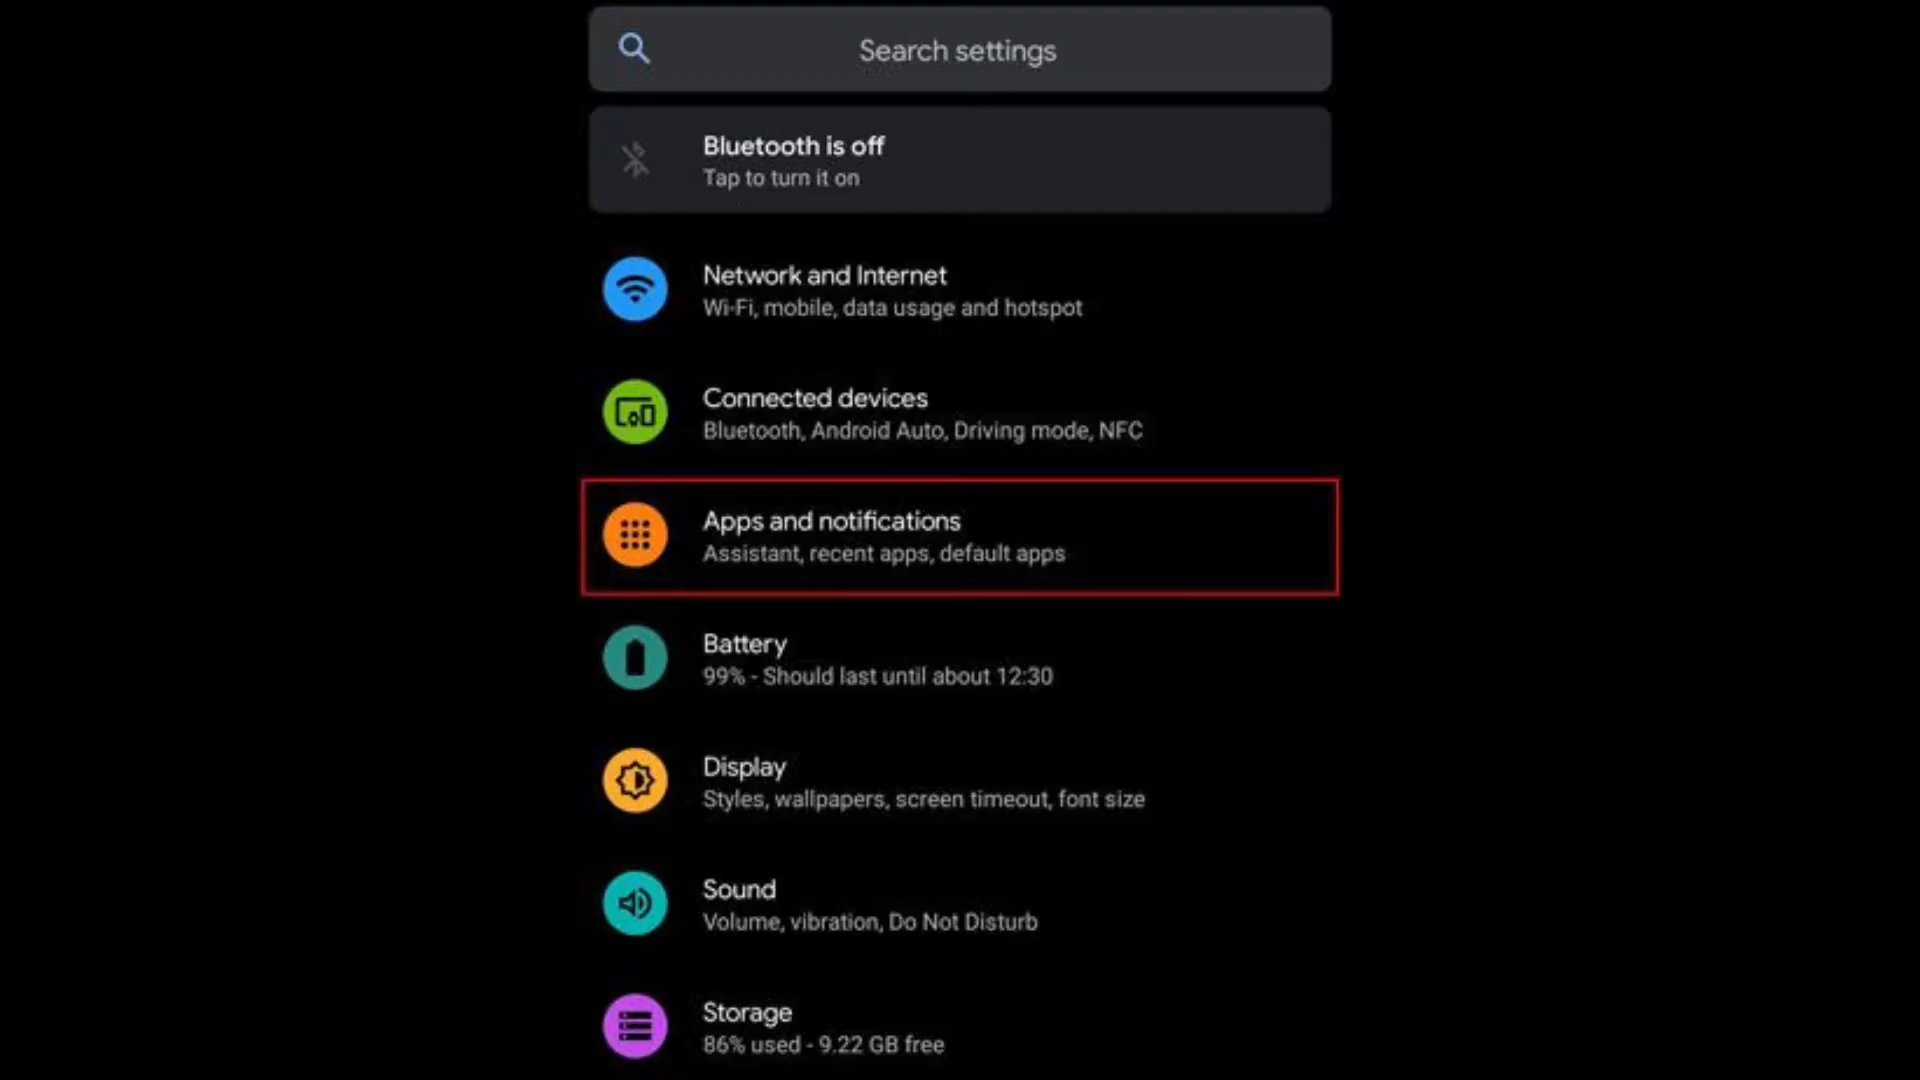 Search settings
Bluetooth is off
Tap to turn it on
Network and Internet
Wi-Fi, mobile, data usage and hotspot
Connected devices
Bluetooth, Android Auto, Driving mode, NFC
Apps and notifications
Assistant, recent apps, default apps
Battery
99% - Should last until about 12:30
Display
Styles, wallpapers, screen timeout, font size
Sound
Volume, vibration, Do Not Disturb
Storage
86% used - 9.22 GB free